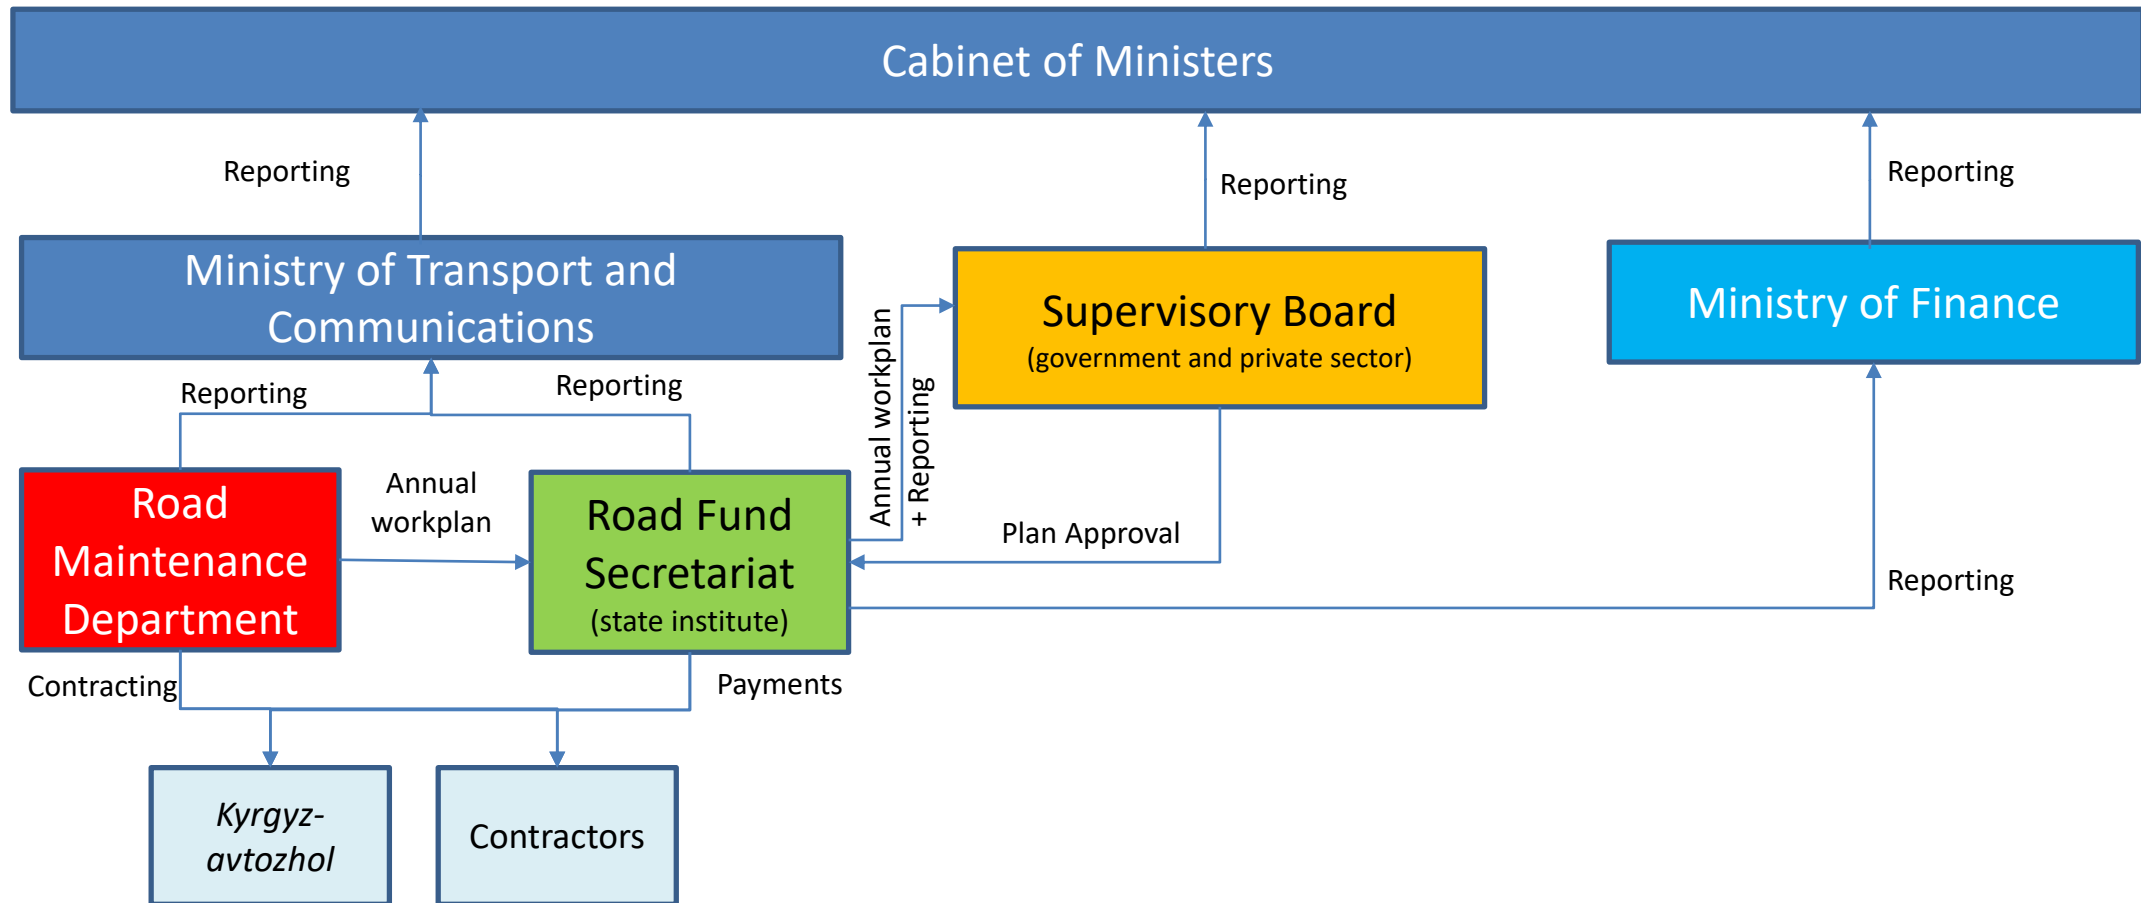 Cabinet of Ministers
Reporting
Reporting
Reporting
Ministry of Transport and
Communications
Supervisory Board
(government and private sector)
Ministry of Finance
Annual workplan
+ Reporting
Reporting
Reporting
Road
Maintenance
Department
Annual
workplan
Road Fund
Secretariat
(state institute)
Plan Approval
Reporting
Contracting
Payments
Kyrgyz-
avtozhol
Contractors